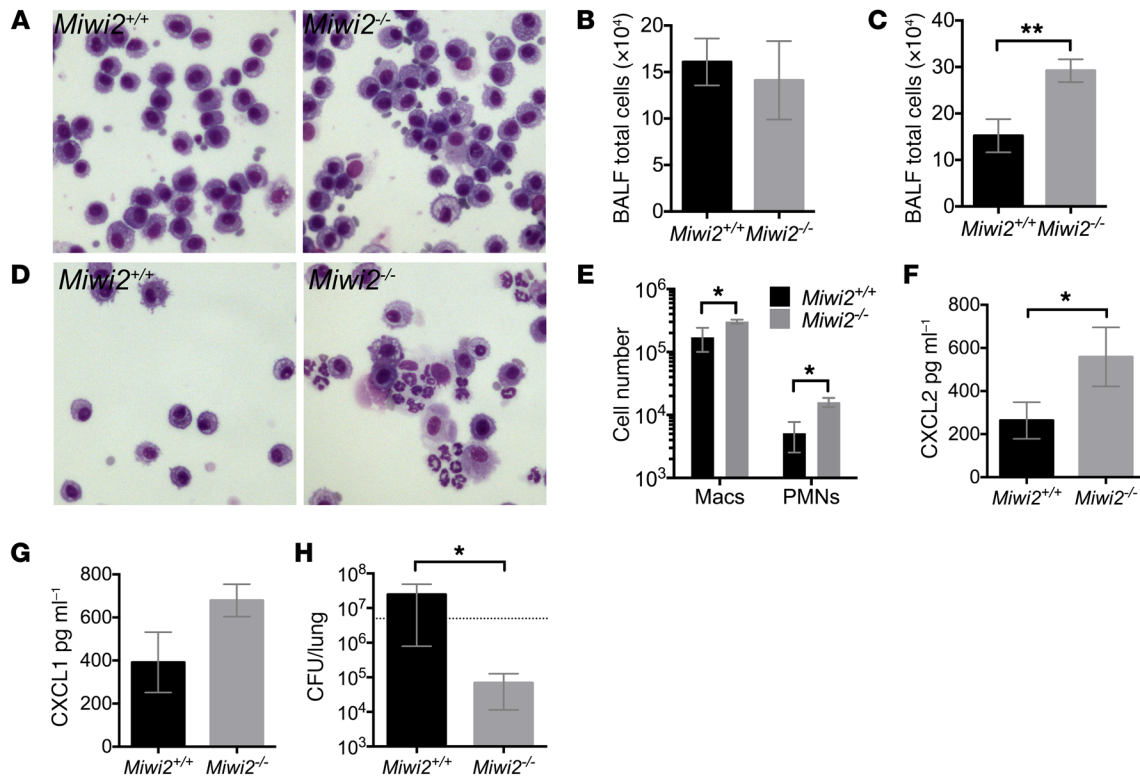 A
Miwi2+/+
Miwi2-/-
B
BALF total cells (×10⁴)
20
15
10
5
0
Miwi2+/+ Miwi2-/-
C
BALF total cells (×10⁴)
40
30
20
10
0
**
Miwi2+/+ Miwi2-/-
D
Miwi2+/+
Miwi2-/-
E
Cell number
10⁶
10⁵
10⁴
10³
*
*
Miwi2+/+
Miwi2-/-
Macs
PMNs
F
CXCL2 pg ml⁻¹
800
600
400
200
0
*
Miwi2+/+ Miwi2-/-
G
CXCL1 pg ml⁻¹
800
600
400
200
0
Miwi2+/+ Miwi2-/-
H
CFU/lung
10⁸
10⁷
10⁶
10⁵
10⁴
10³
*
Miwi2+/+ Miwi2-/-